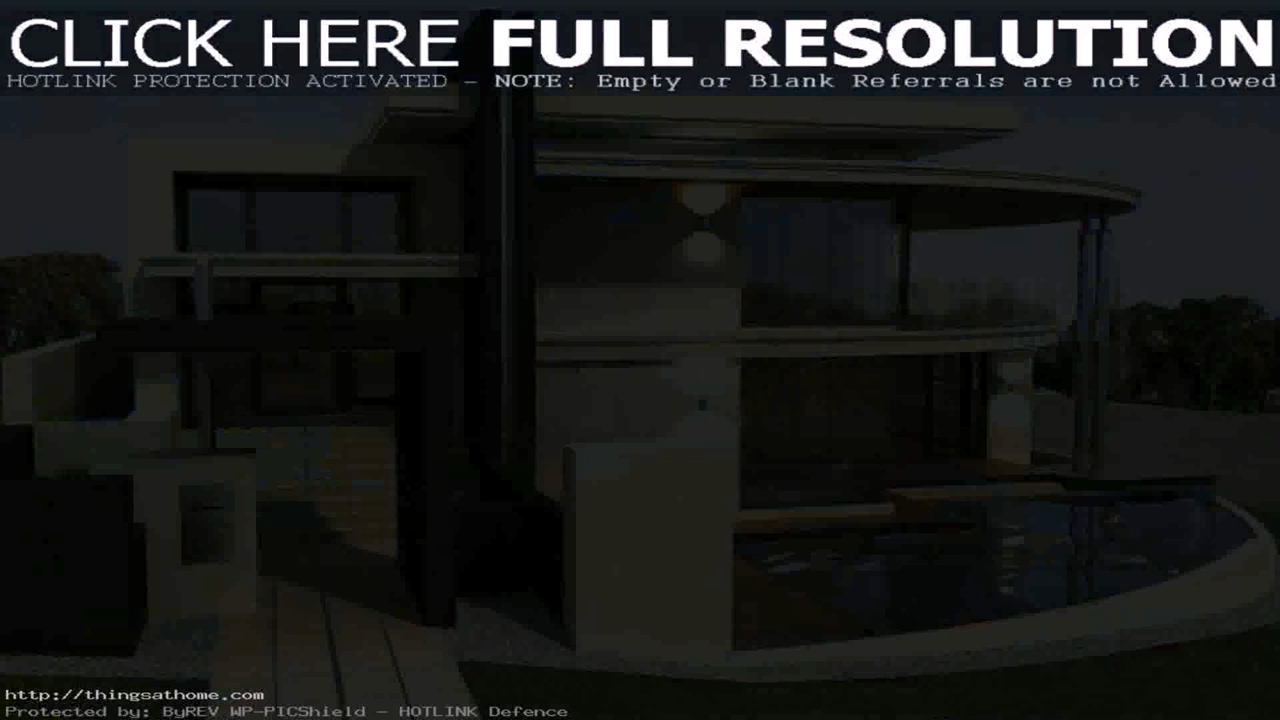 CLICK HERE FULL RESOLUTION
HOTLINK PROTECTION ACTIVATED - NOTE: Empty or Blank Referrals are not Allowed
http://thingsathome.com
Protected by: ByREV WP-PICShield - HOTLINK Defence